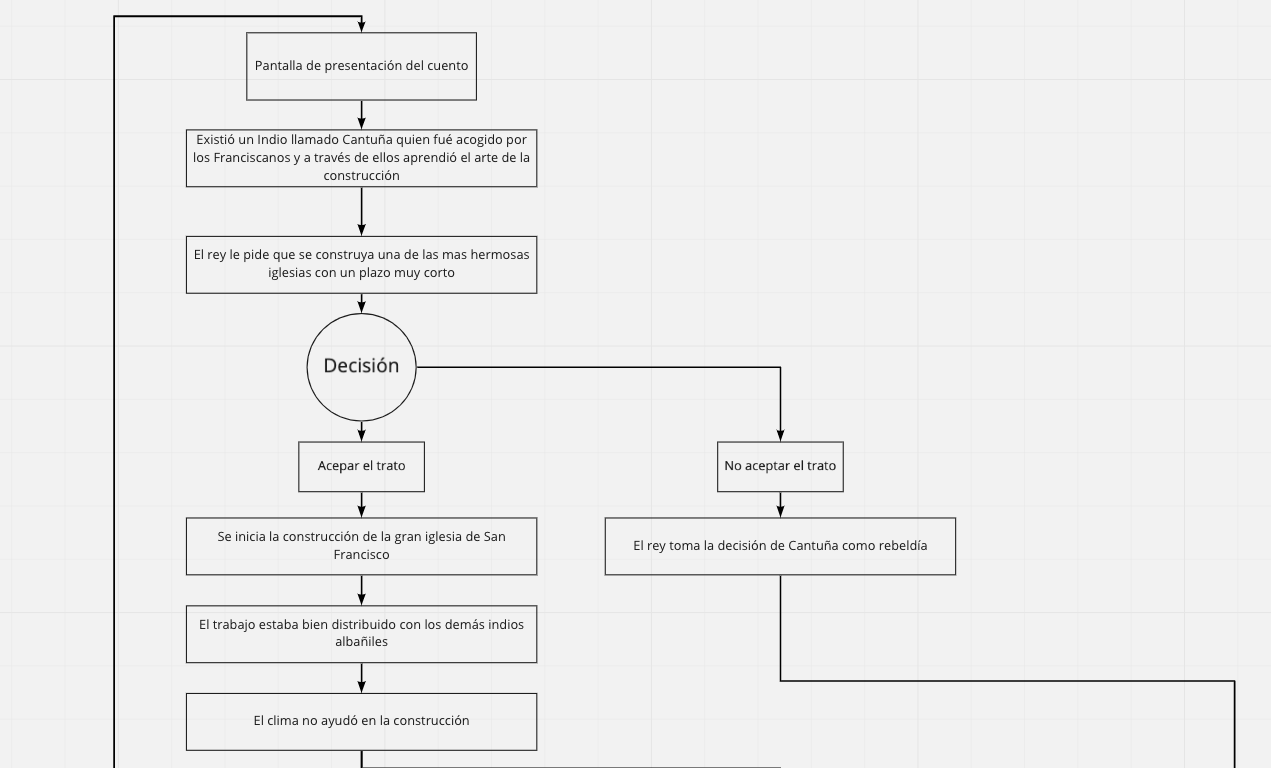 Pantalla de presentación del cuento
Existió un Indio llamado Cantuña quien fué acogido por
los Franciscanos y a través de ellos aprendió el arte de la
construcción
El rey le pide que se construya una de las mas hermosas
iglesias con un plazo muy corto
Decisión
Acepar el trato
No aceptar el trato
Se inicia la construcción de la gran iglesia de San
Francisco
El rey toma la decisión de Cantuña como rebeldía
El trabajo estaba bien distribuido con los demás indios
albañiles
El clima no ayudó en la construcción